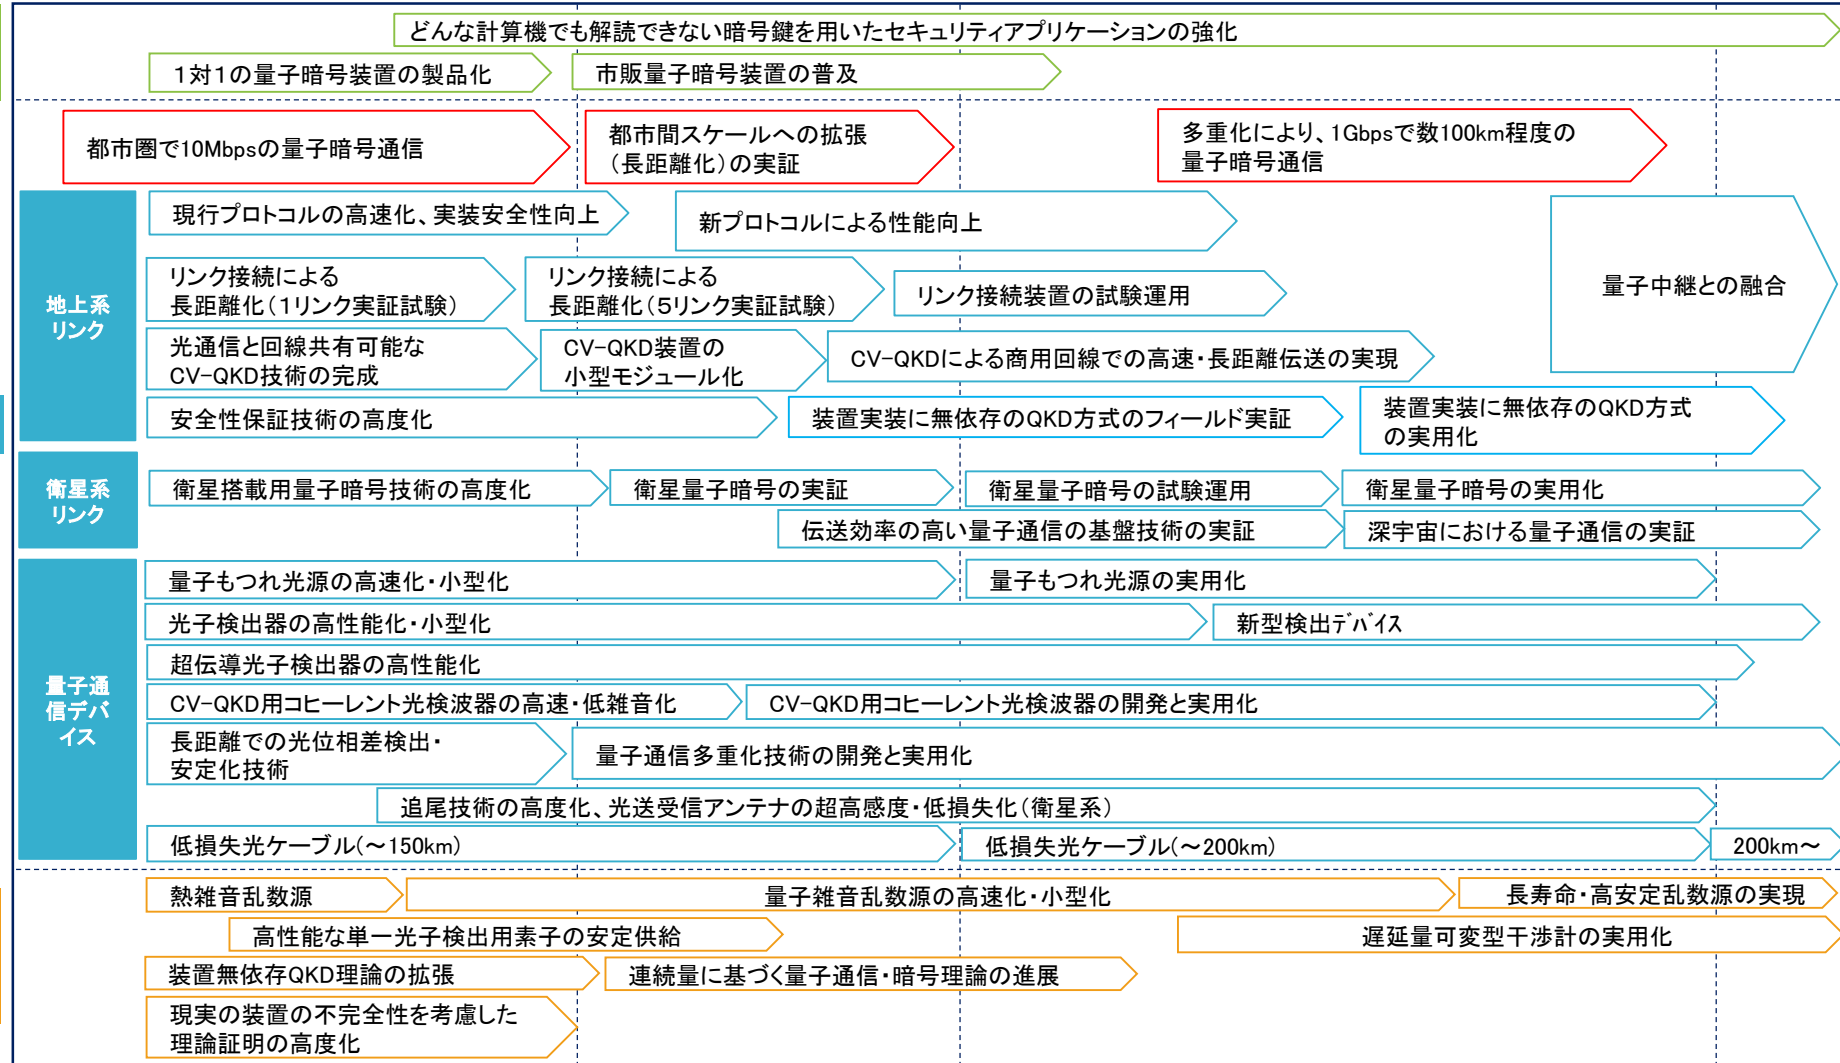 どんな計算機でも解読できない暗号鍵を用いたセキュリティアプリケーションの強化
１対１の量子暗号装置の製品化
市販量子暗号装置の普及
都市圏で10Mbpsの量子暗号通信
都市間スケールへの拡張
（長距離化）の実証
多重化により、1Gbpsで数100km程度の
量子暗号通信
地上系
リンク
現行プロトコルの高速化、実装安全性向上
新プロトコルによる性能向上
量子中継との融合
リンク接続による
長距離化（１リンク実証試験）
リンク接続による
長距離化（５リンク実証試験）
リンク接続装置の試験運用
光通信と回線共有可能な
CV-QKD技術の完成
CV-QKD装置の
小型モジュール化
CV-QKDによる商用回線での高速・長距離伝送の実現
安全性保証技術の高度化
装置実装に無依存のQKD方式のフィールド実証
装置実装に無依存のQKD方式
の実用化
衛星系
リンク
衛星搭載用量子暗号技術の高度化
衛星量子暗号の実証
衛星量子暗号の試験運用
衛星量子暗号の実用化
伝送効率の高い量子通信の基盤技術の実証
深宇宙における量子通信の実証
量子通
信デバ
イス
量子もつれ光源の高速化・小型化
量子もつれ光源の実用化
光子検出器の高性能化・小型化
新型検出ﾃﾞﾊﾞｲｽ
超伝導光子検出器の高性能化
CV-QKD用コヒーレント光検波器の高速・低雑音化
CV-QKD用コヒーレント光検波器の開発と実用化
長距離での光位相差検出・
安定化技術
量子通信多重化技術の開発と実用化
追尾技術の高度化、光送受信アンテナの超高感度・低損失化（衛星系）
低損失光ケーブル(～150km)
低損失光ケーブル(～200km)
200km～
熱雑音乱数源
量子雑音乱数源の高速化・小型化
長寿命・高安定乱数源の実現
高性能な単一光子検出用素子の安定供給
遅延量可変型干渉計の実用化
装置無依存QKD理論の拡張
連続量に基づく量子通信・暗号理論の進展
現実の装置の不完全性を考慮した
理論証明の高度化